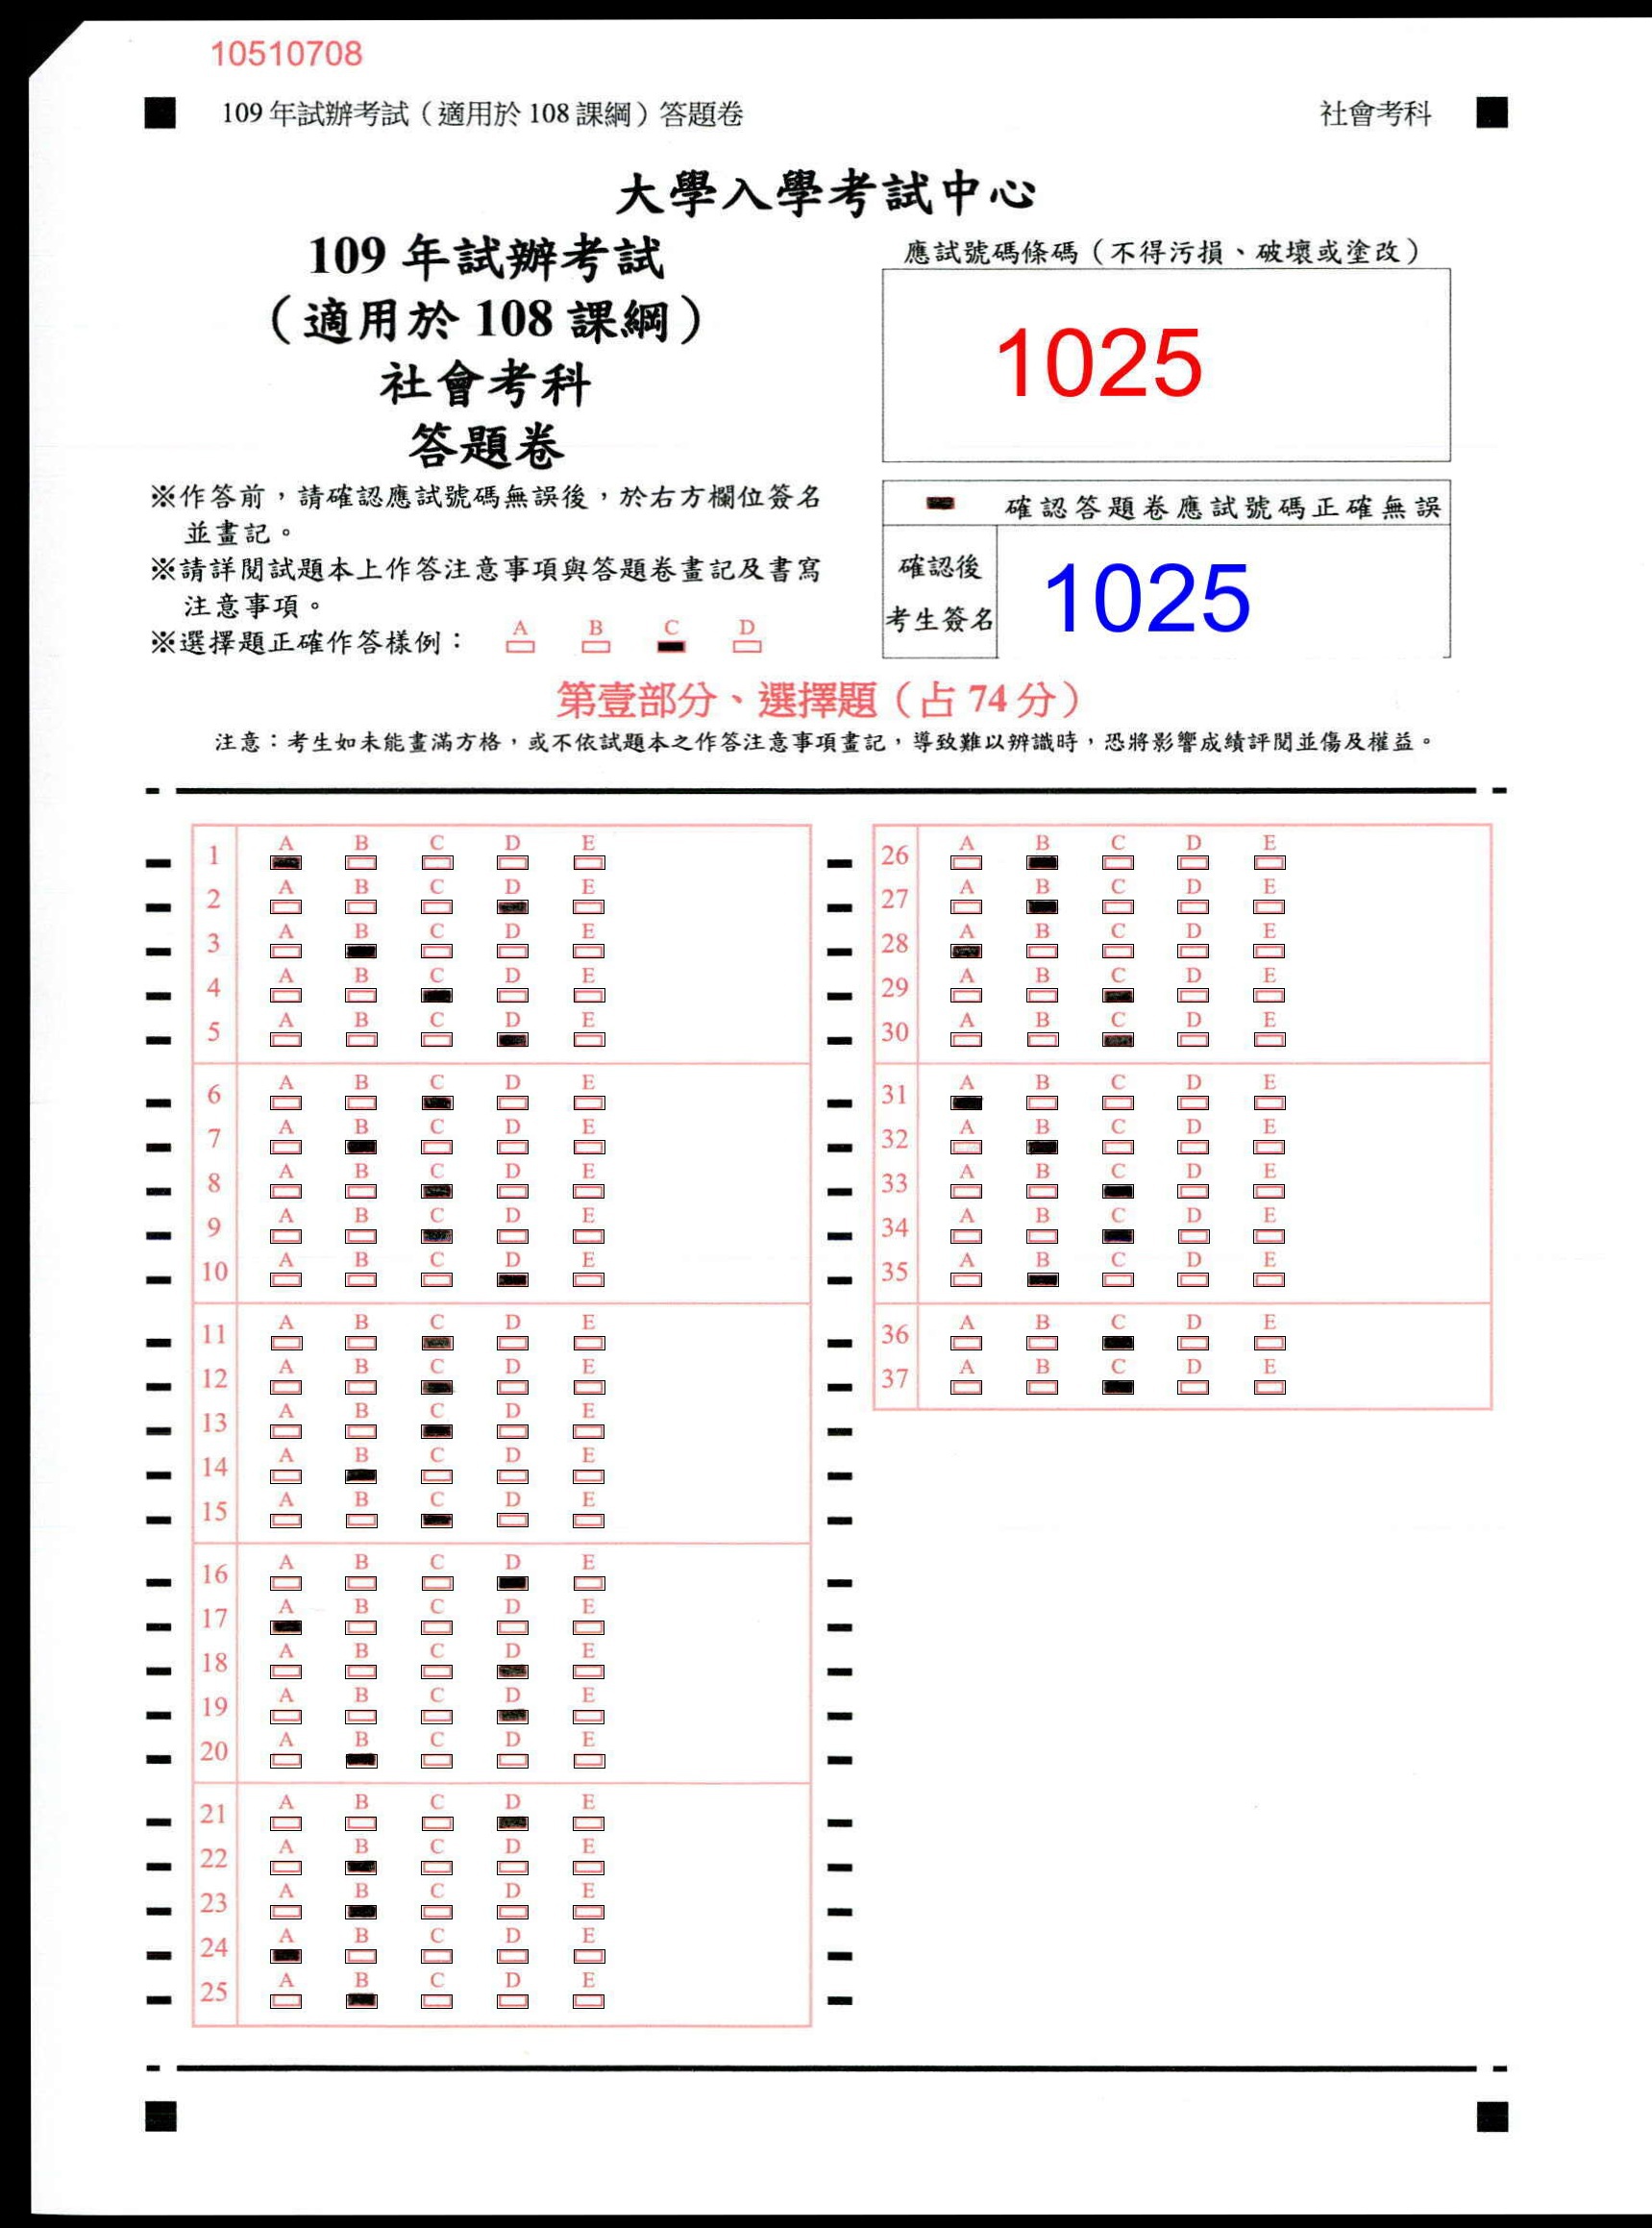 10510708
109 年試辦考試（適用於 108 課綱）答題卷
社會考科
大學入學考試中心
109 年試辦考試
（適用於 108 課綱）
社會考科
答題卷
應試號碼條碼（不得污損、破壞或塗改）
1025
確認答題卷應試號碼正確無誤
確認後
考生簽名
1025
※作答前，請確認應試號碼無誤後，於右方欄位簽名
並畫記。
※請詳閱試題本上作答注意事項與答題卷畫記及書寫
注意事項。
※選擇題正確作答樣例： A B C D
第壹部分、選擇題（占 74 分）
注意：考生如未能畫滿方格，或不依試題本之作答注意事項畫記，導致難以辨識時，恐將影響成績評閱並傷及權益。
1 A B C D E
2 A B C D E
3 A B C D E
4 A B C D E
5 A B C D E
6 A B C D E
7 A B C D E
8 A B C D E
9 A B C D E
10 A B C D E
11 A B C D E
12 A B C D E
13 A B C D E
14 A B C D E
15 A B C D E
16 A B C D E
17 A B C D E
18 A B C D E
19 A B C D E
20 A B C D E
21 A B C D E
22 A B C D E
23 A B C D E
24 A B C D E
25 A B C D E
26 A B C D E
27 A B C D E
28 A B C D E
29 A B C D E
30 A B C D E
31 A B C D E
32 A B C D E
33 A B C D E
34 A B C D E
35 A B C D E
36 A B C D E
37 A B C D E